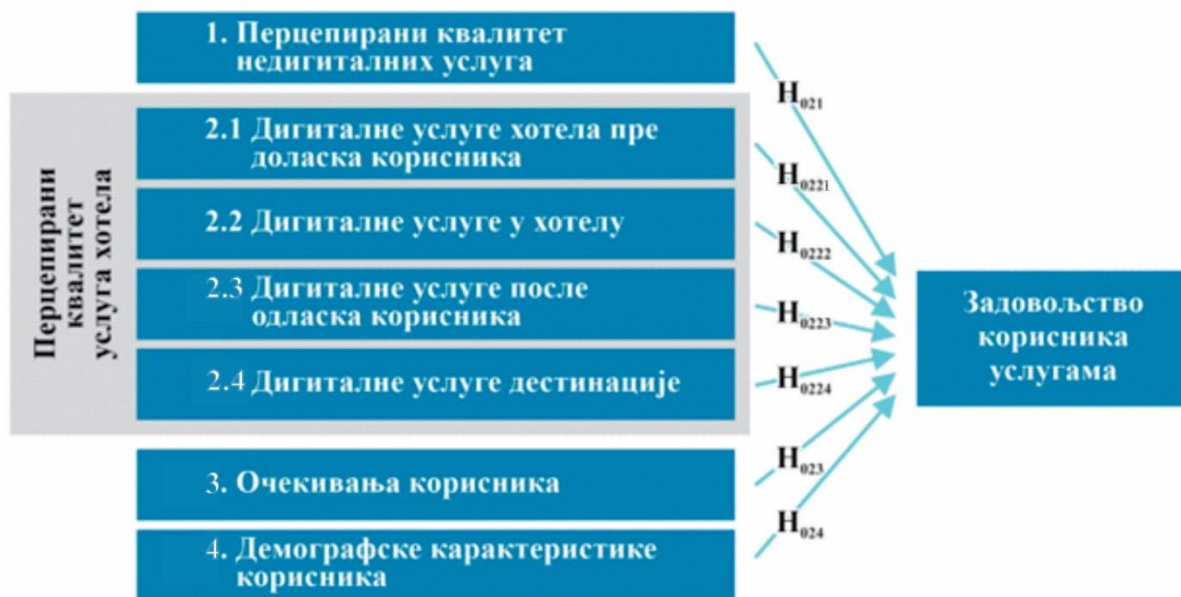 1. Перцепирани квалитет
недигиталних услуга
Перцепирани
квалитет
услуга хотела
2.1 Дигиталне услуге хотела пре
доласка корисника
2.2 Дигиталне услуге у хотелу
2.3 Дигиталне услуге после
одласка корисника
2.4 Дигиталне услуге дестинације
3. Очекивања корисника
4. Демографске карактеристике
корисника
H021
H0221
H0222
H0223
H0224
H023
H024
Задовољство
корисника
услугама